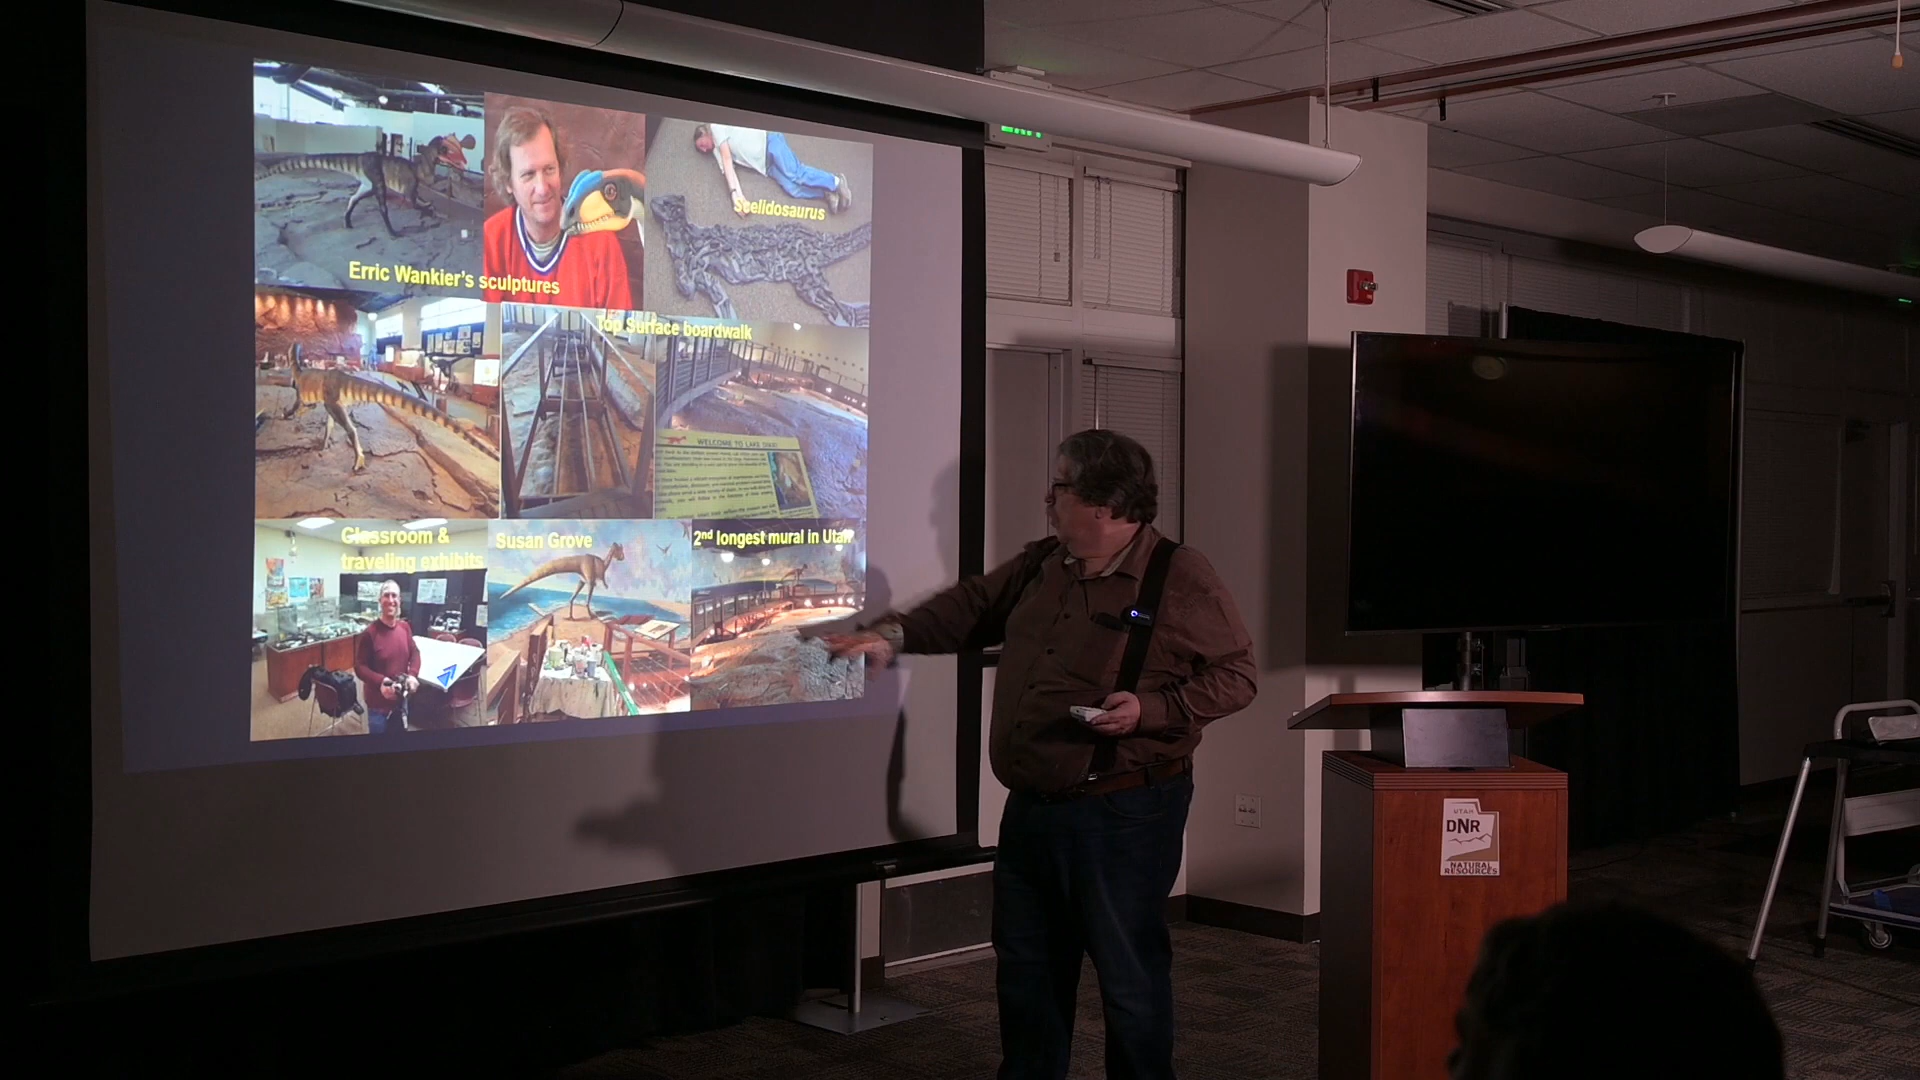 Scelidosaurus
Erric Wankier's sculptures
Top Surface boardwalk
WELCOME TO LAKE DIXIE!
Classroom &
traveling exhibits
Susan Grove
2nd longest mural in Utah
UTAH
DNR
NATURAL
RESOURCES